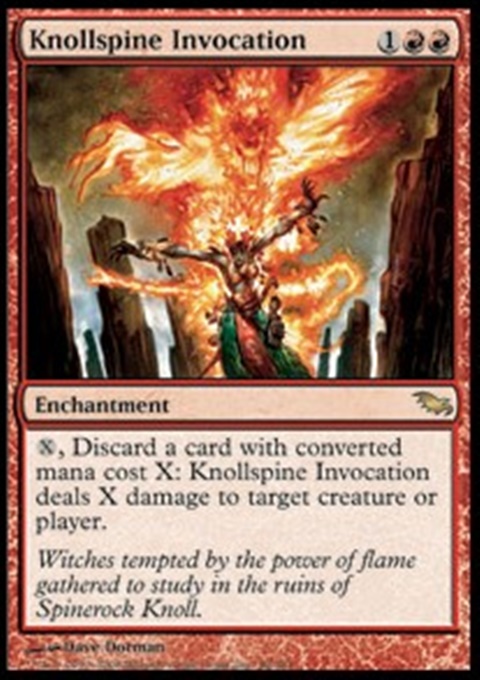 Knollspine Invocation 1
Enchantment
X, Discard a card with converted
mana cost X: Knollspine Invocation
deals X damage to target creature or
player.
Witches tempted by the power of flame
gathered to study in the ruins of
Spinerock Knoll.
Dave Dorman